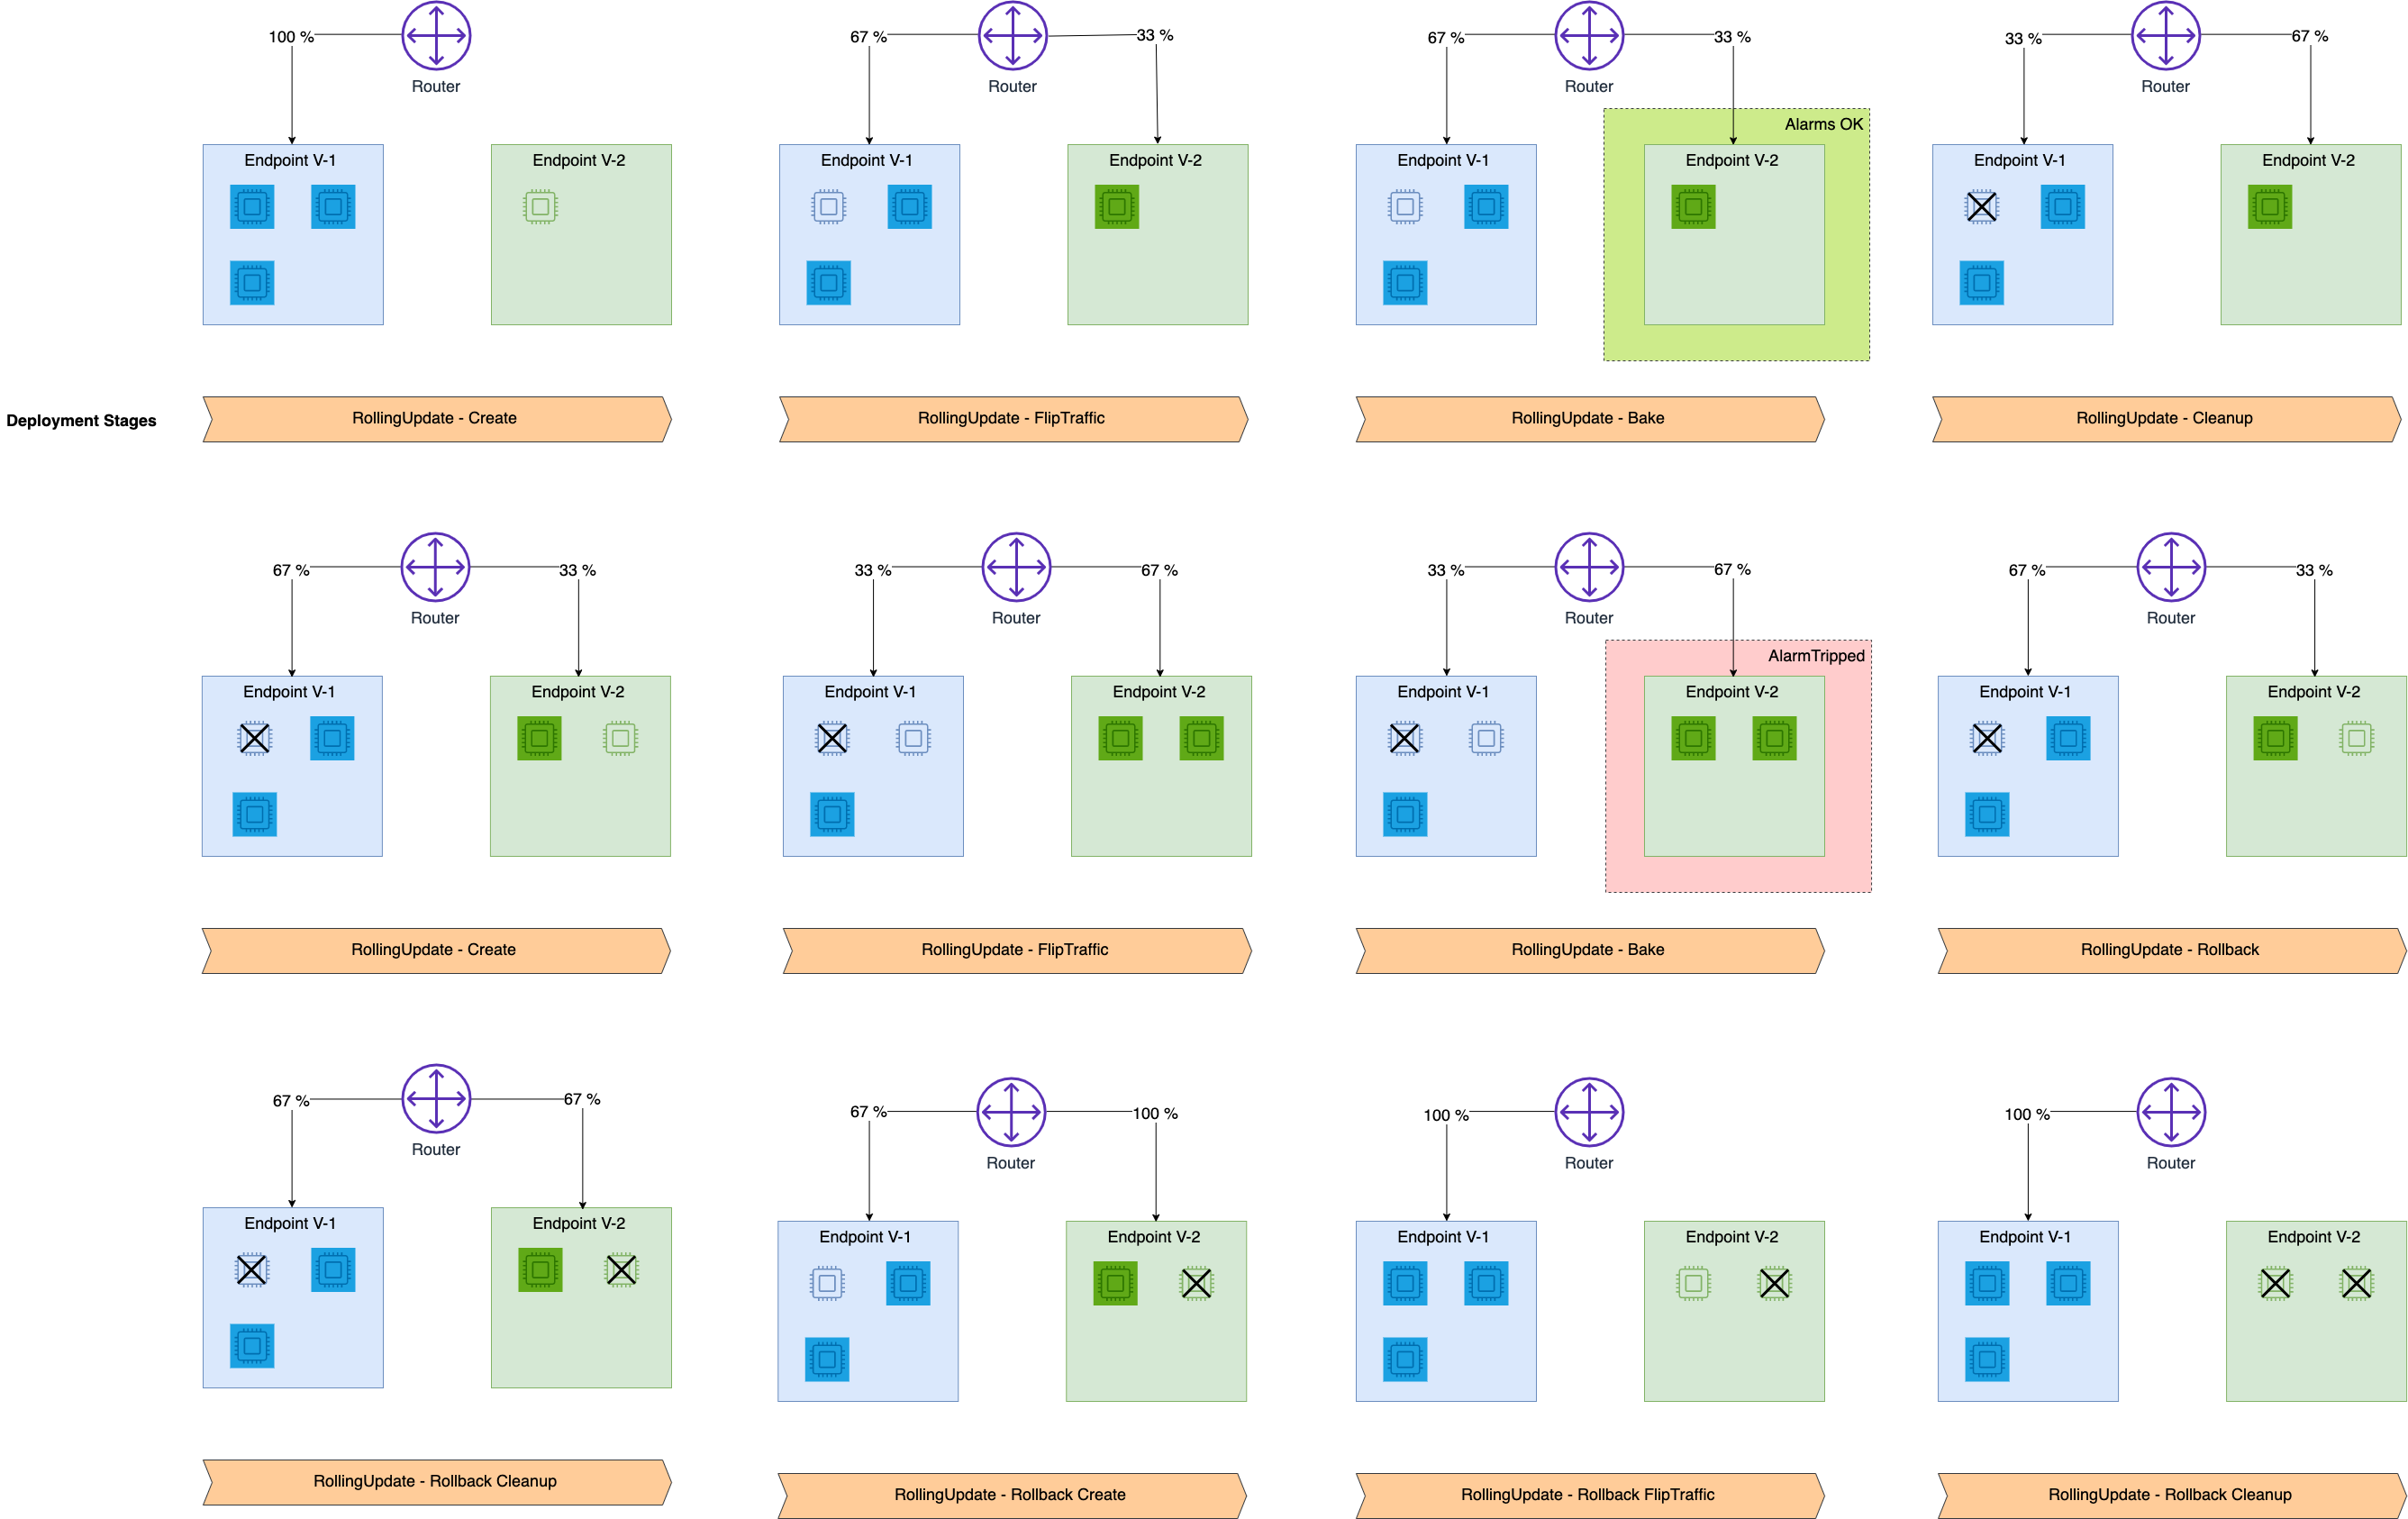 100 %
Router
67 %
33 %
Router
67 %
33 %
Router
33 %
67 %
Router
Endpoint V-1
Endpoint V-2
Endpoint V-1
Endpoint V-2
Endpoint V-1
Alarms OK
Endpoint V-2
Endpoint V-1
Endpoint V-2
Deployment Stages
RollingUpdate - Create
RollingUpdate - FlipTraffic
RollingUpdate - Bake
RollingUpdate - Cleanup
67 %
33 %
Router
33 %
67 %
Router
33 %
67 %
Router
67 %
33 %
Router
Endpoint V-1
Endpoint V-2
Endpoint V-1
Endpoint V-2
Endpoint V-1
AlarmTripped
Endpoint V-2
Endpoint V-1
Endpoint V-2
RollingUpdate - Create
RollingUpdate - FlipTraffic
RollingUpdate - Bake
RollingUpdate - Rollback
67 %
67 %
Router
67 %
100 %
Router
100 %
Router
100 %
Router
Endpoint V-1
Endpoint V-2
Endpoint V-1
Endpoint V-2
Endpoint V-1
Endpoint V-2
Endpoint V-1
Endpoint V-2
RollingUpdate - Rollback Cleanup
RollingUpdate - Rollback Create
RollingUpdate - Rollback FlipTraffic
RollingUpdate - Rollback Cleanup